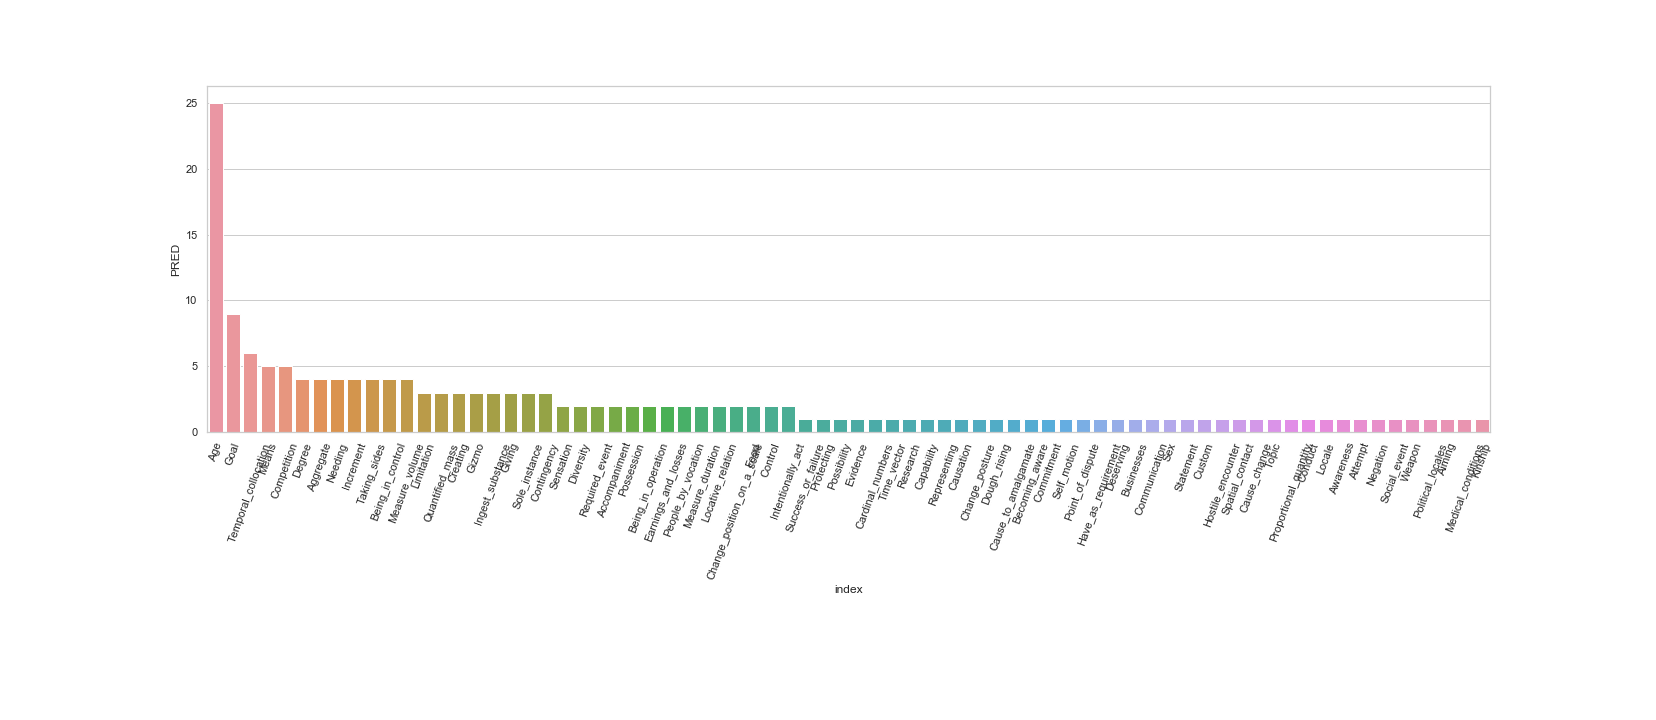 25
20
15
10
5
0
PRED
Age
Goal
Temporal_collocation
Means
Competition
Degree
Aggregate
Needing
Increment
Taking_sides
Being_in_control
Measure_volume
Limitation
Quantified_mass
Creating
Gizmo
Ingest_substance
Giving
Sole_instance
Contingency
Sensation
Diversity
Required_event
Accompaniment
Possession
Being_in_operation
Earnings_and_losses
People_by_vocation
Measure_duration
Locative_relation
Change_position_on_a_scale
Control
Intentionally_act
Success_or_failure
Protecting
Possibility
Evidence
Cardinal_numbers
Time_vector
Research
Capability
Representing
Causation
Change_posture
Dough_rising
Cause_to_amalgamate
Becoming_aware
Commitment
Self_motion
Point_of_dispute
Have_as_requirement
Deserving
Businesses
Communication
Sex
Statement
Custom
Hostile_encounter
Spatial_contact
Cause_change
Topic
Proportional_quantity
Conduct
Locale
Awareness
Attempt
Negation
Social_event
Weapon
Political_locales
Aiming
Medical_conditions
Kinship
index